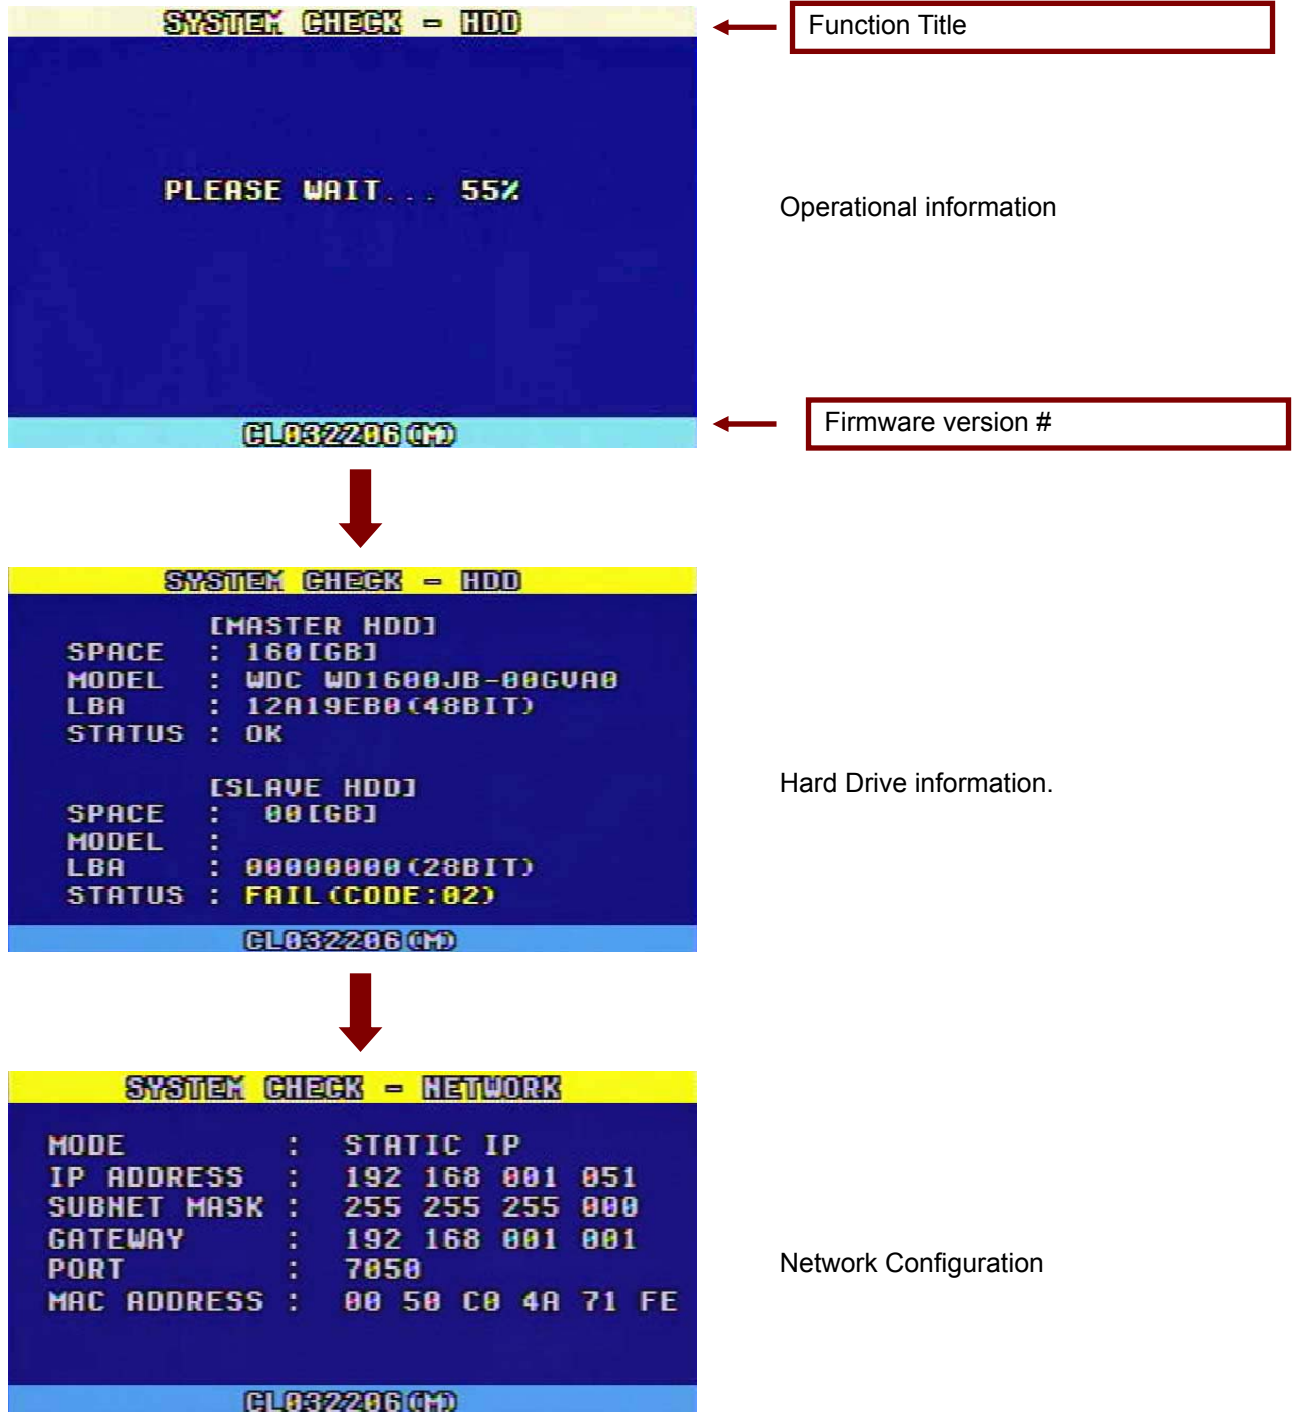 SYSTEM CHECK - HDD
Function Title
PLEASE WAIT... 55%
Operational information
CL032206(M)
Firmware version #
SYSTEM CHECK - HDD
[MASTER HDD]
SPACE : 160[GB]
MODEL : WDC WD1600JB-00GVA0
LBA : 12A19EB0(48BIT)
STATUS : OK
[SLAVE HDD]
SPACE : 00[GB]
MODEL :
LBA : 00000000(28BIT)
STATUS : FAIL(CODE:02)
Hard Drive information.
CL032206(M)
SYSTEM CHECK - NETWORK
MODE : STATIC IP
IP ADDRESS : 192 168 001 051
SUBNET MASK : 255 255 255 000
GATEWAY : 192 168 001 001
PORT : 7050
MAC ADDRESS : 00 50 C0 4A 71 FE
Network Configuration
CL032206(M)